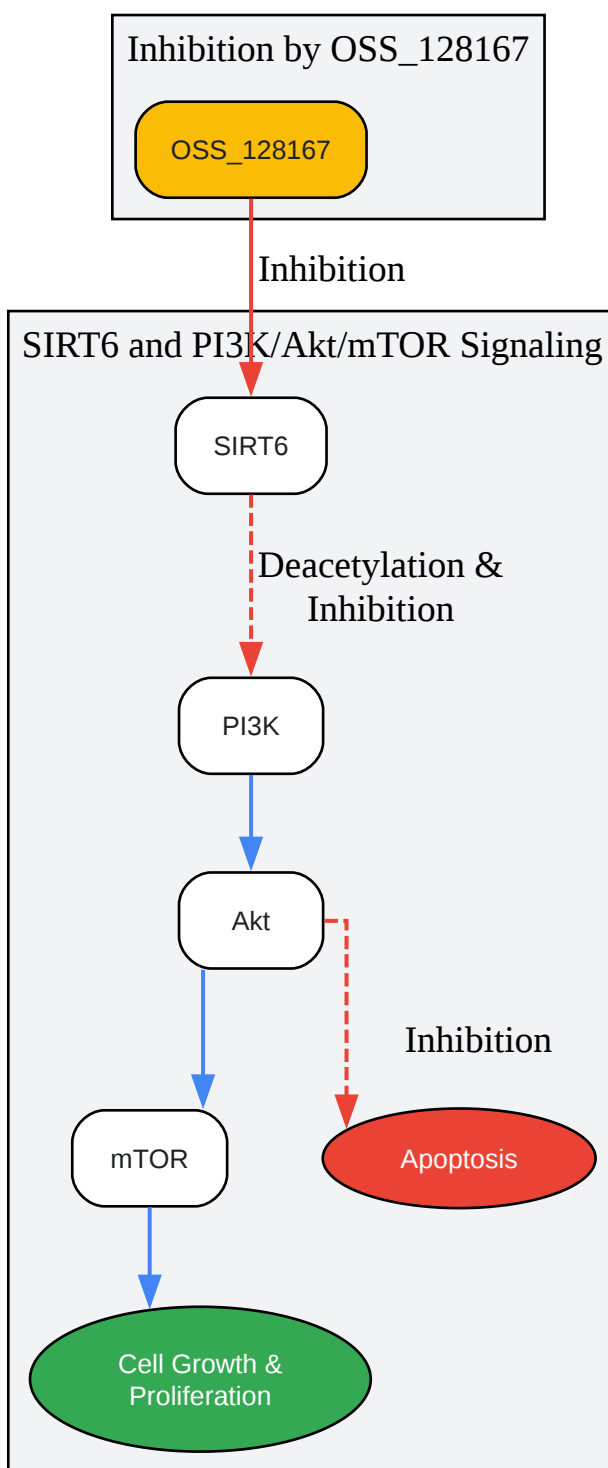 Inhibition by OSS_128167
OSS_128167
Inhibition
SIRT6 and PI3K/Akt/mTOR Signaling
SIRT6
Deacetylation &
Inhibition
PI3K
Akt
Inhibition
mTOR
Apoptosis
Cell Growth &
Proliferation